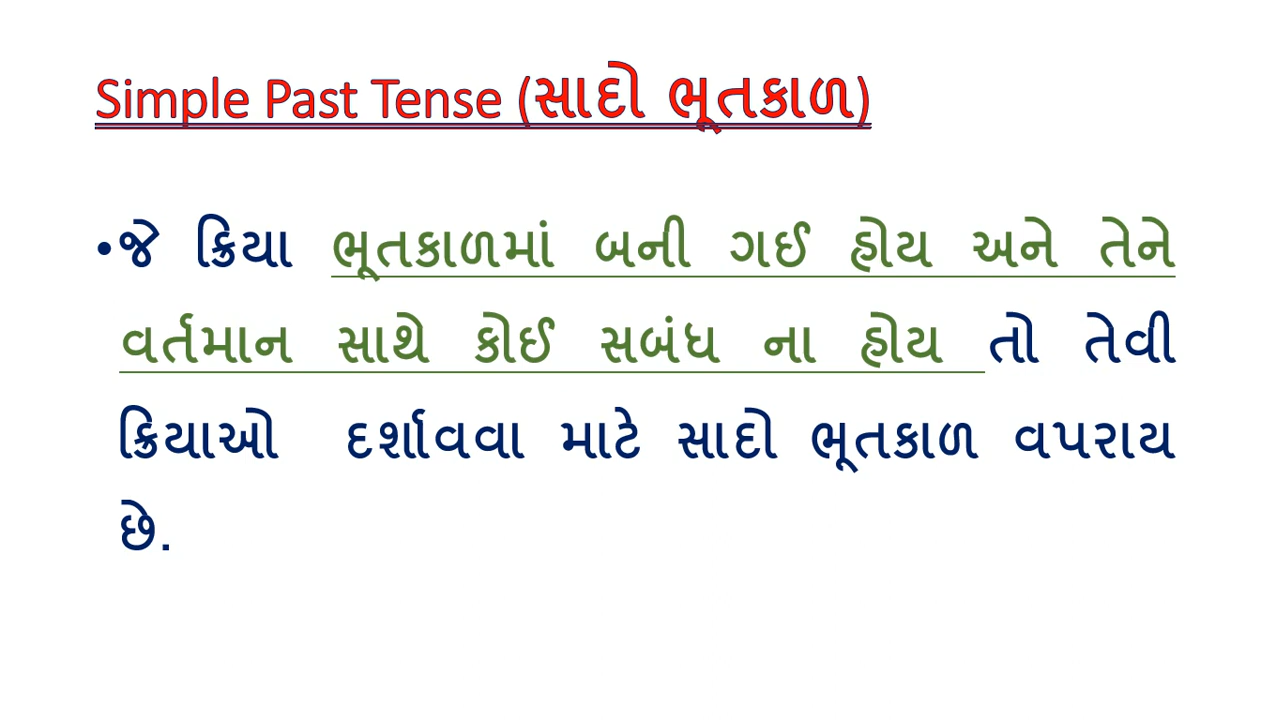 Simple Past Tense (સાદો ભૂતકાળ)
•જે ક્રિયા ભૂતકાળમાં બની ગઈ હોય અને તેને
વર્તમાન સાથે કોઈ સબંધ ના હોય તો તેવી
ક્રિયાઓ દર્શાવવા માટે સાદો ભૂતકાળ વપરાય
છે.